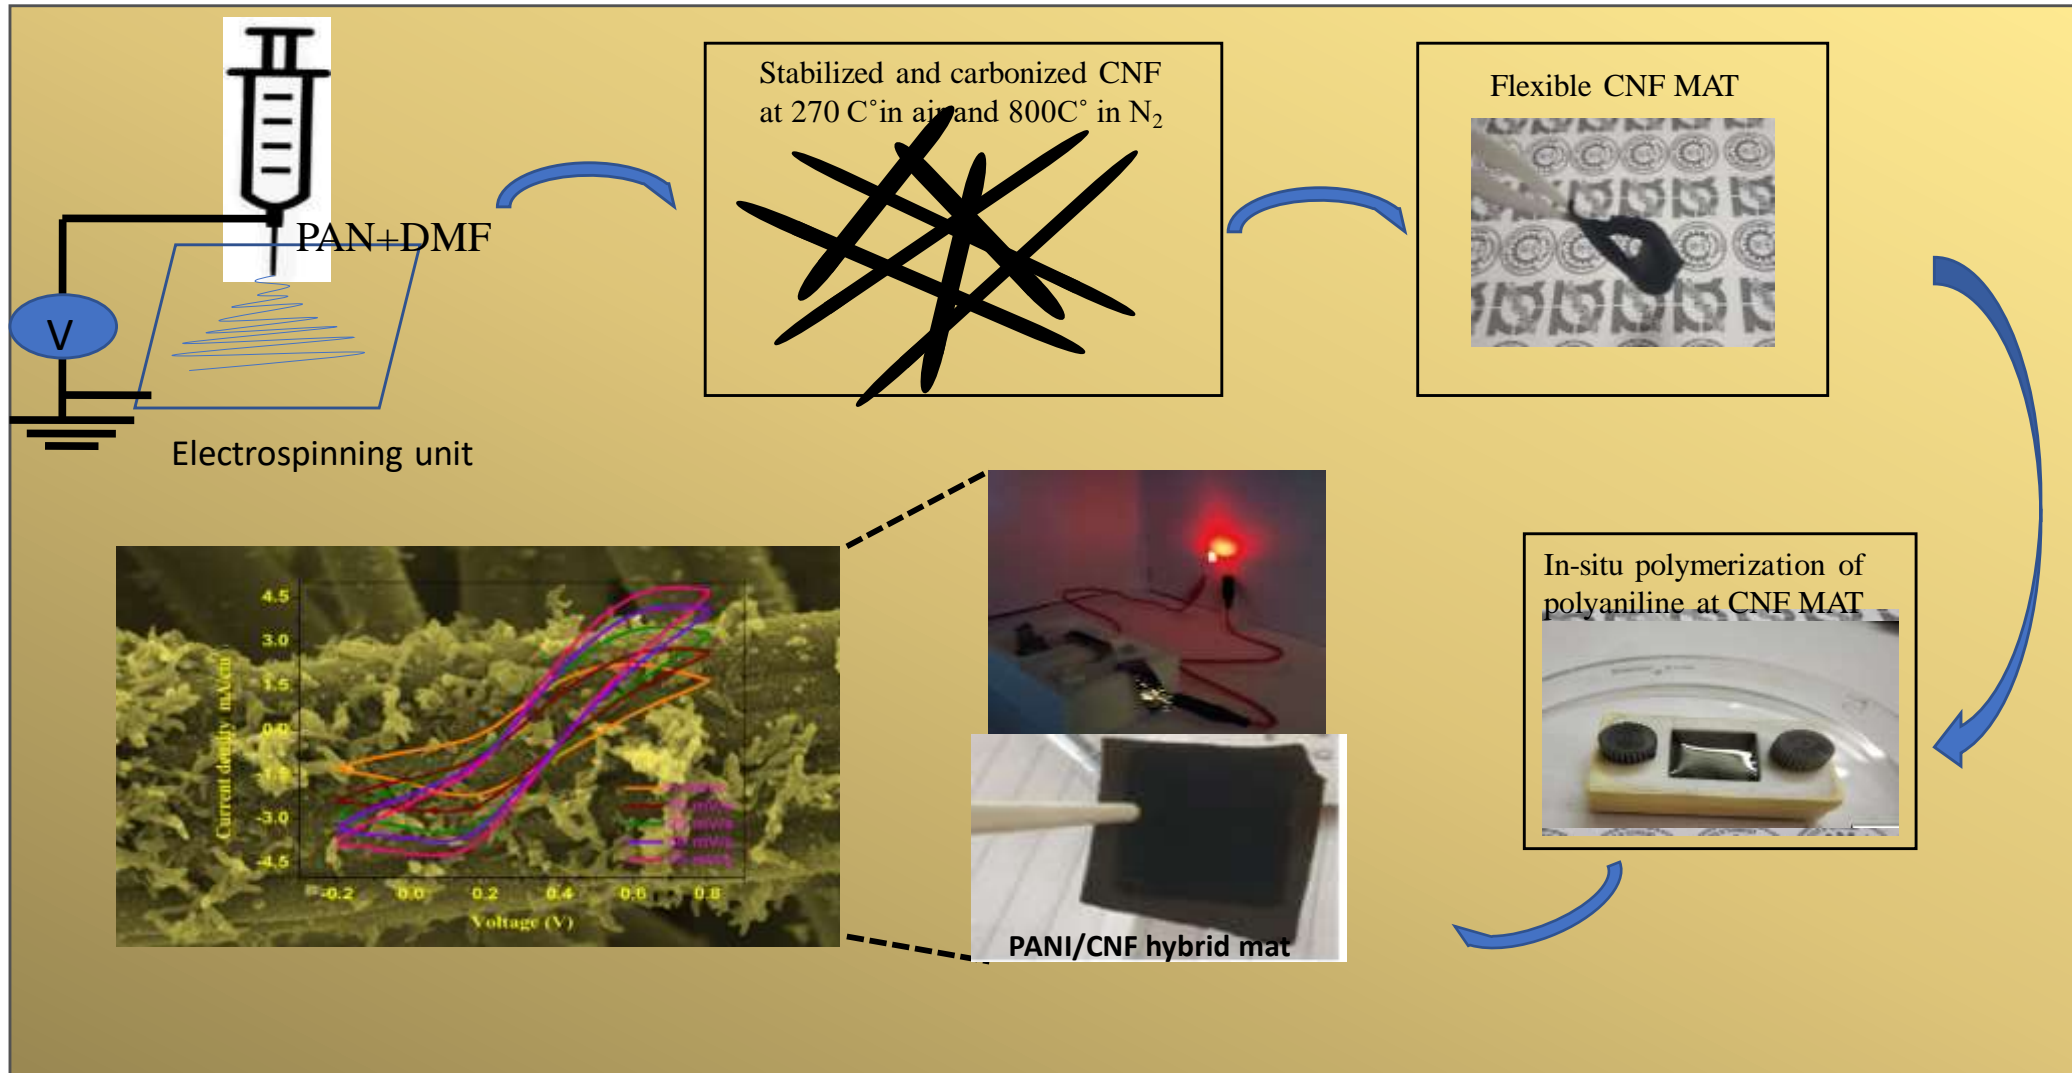 PAN+DMF
V
Electrospinning unit
Stabilized and carbonized CNF
at 270 C˚in air and 800C˚ in N₂
Flexible CNF MAT
In-situ polymerization of
polyaniline at CNF MAT
PANI/CNF hybrid mat
4.5
3.0
1.5
0.0
-3.0
-4.5
Current density
-0.2 0.0 0.2 0.4 0.6 0.8
Voltage (V)